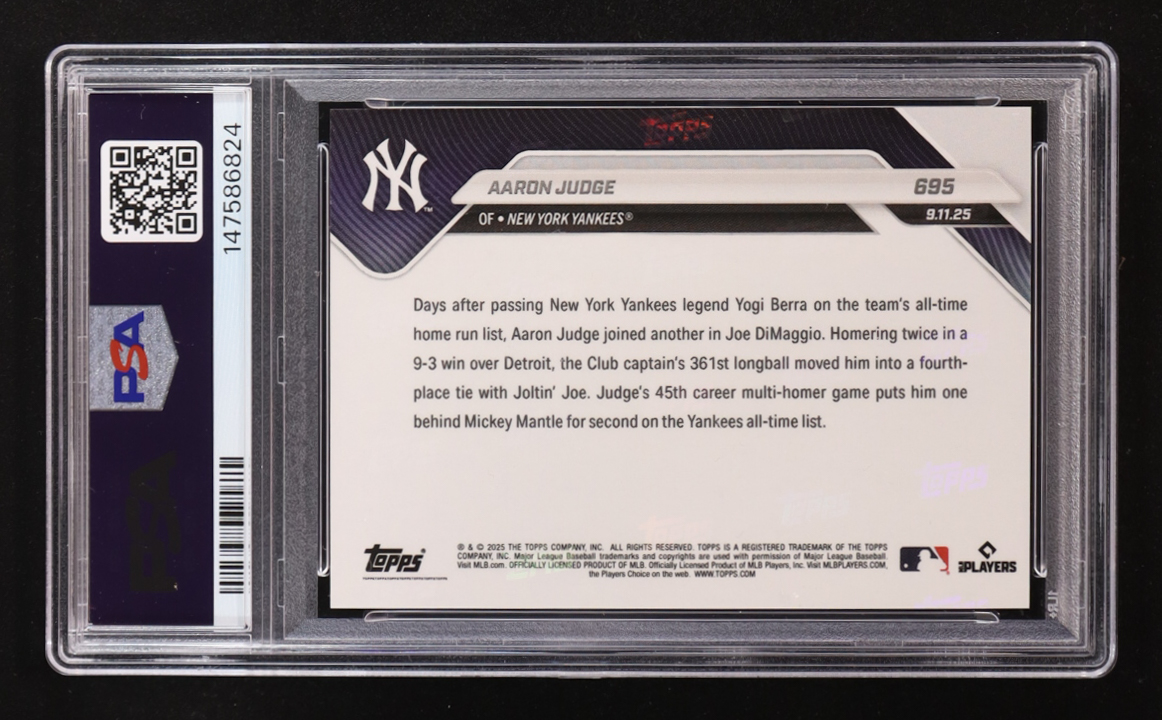 147586824
PSA
PSA
TOPPS
NY
AARON JUDGE 695
OF • NEW YORK YANKEES® 9.11.25
Days after passing New York Yankees legend Yogi Berra on the team's all-time
home run list, Aaron Judge joined another in Joe DiMaggio. Homering twice in a
9-3 win over Detroit, the Club captain's 361st longball moved him into a fourth-
place tie with Joltin' Joe. Judge's 45th career multi-homer game puts him one
behind Mickey Mantle for second on the Yankees all-time list.
TOPPS
topps®
® & © 2025 THE TOPPS COMPANY, INC. ALL RIGHTS RESERVED. TOPPS IS A REGISTERED TRADEMARK OF THE TOPPS
COMPANY, INC. Major League Baseball trademarks and copyrights are used with permission of Major League Baseball.
Visit MLB.com. OFFICIALLY LICENSED PRODUCT OF MLB. Officially Licensed Product of MLB Players, Inc. Visit MLBPLAYERS.COM,
the Players Choice on the web. WWW.TOPPS.COM
MLBPLAYERS